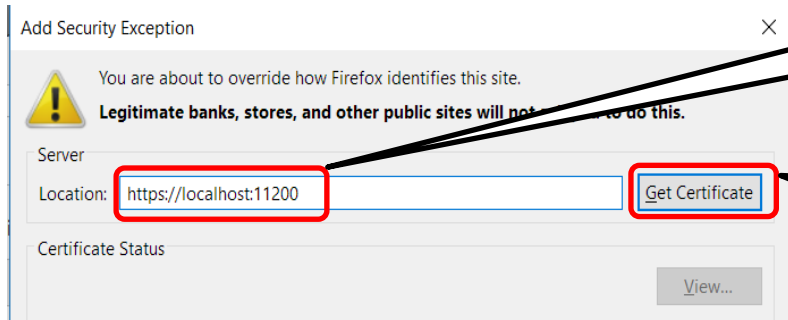 Add Security Exception
You are about to override how Firefox identifies this site.
Legitimate banks, stores, and other public sites will not to do this.
Server
Location: https://localhost:11200 Get Certificate
Certificate Status
View...